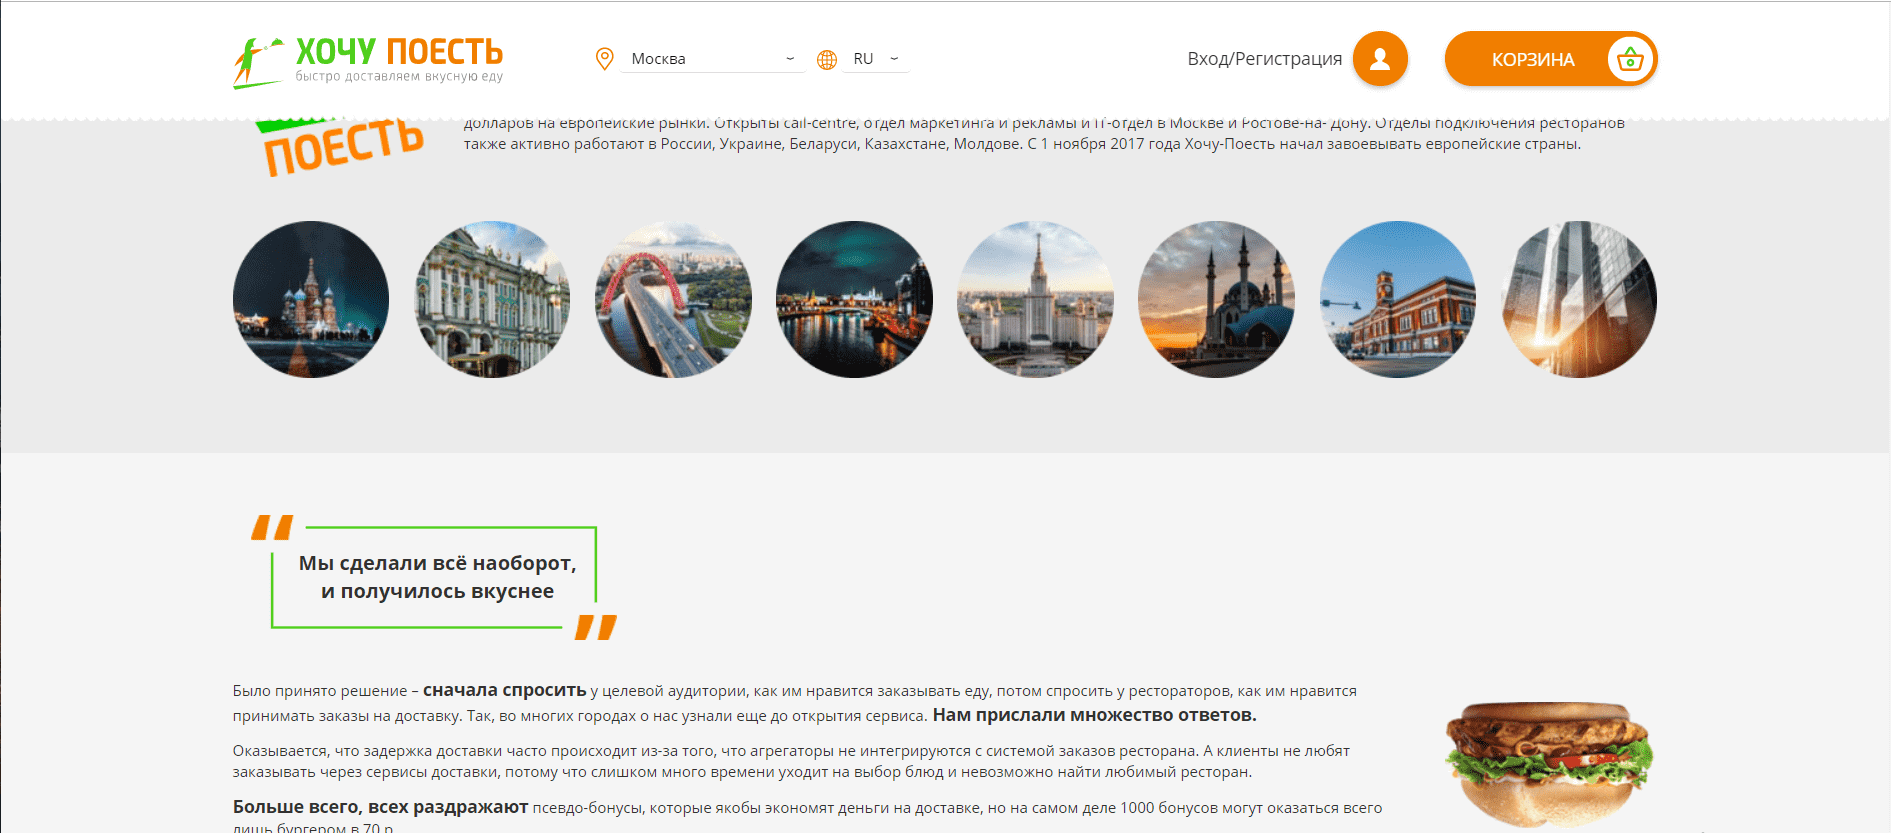 ХОЧУ ПОЕСТЬ
быстро доставляем вкусную еду
Москва
RU
Вход/Регистрация
КОРЗИНА
ПОЕСТЬ
долларов на европейские рынки. Открыты call-centre, отдел маркетинга и рекламы и IT-отдел в Москве и Ростове-на- Дону. Отделы подключения ресторанов
также активно работают в России, Украине, Беларуси, Казахстане, Молдове. С 1 ноября 2017 года Хочу-Поесть начал завоевывать европейские страны.
“ Мы сделали всё наоборот,
и получилось вкуснее ”
Было принято решение – сначала спросить у целевой аудитории, как им нравится заказывать еду, потом спросить у рестораторов, как им нравится
принимать заказы на доставку. Так, во многих городах о нас узнали еще до открытия сервиса. Нам прислали множество ответов.
Оказывается, что задержка доставки часто происходит из-за того, что агрегаторы не интегрируются с системой заказов ресторана. А клиенты не любят
заказывать через сервисы доставки, потому что слишком много времени уходит на выбор блюд и невозможно найти любимый ресторан.
Больше всего, всех раздражают псевдо-бонусы, которые якобы экономят деньги на доставке, но на самом деле 1000 бонусов могут оказаться всего
лишь бургером в 70 р